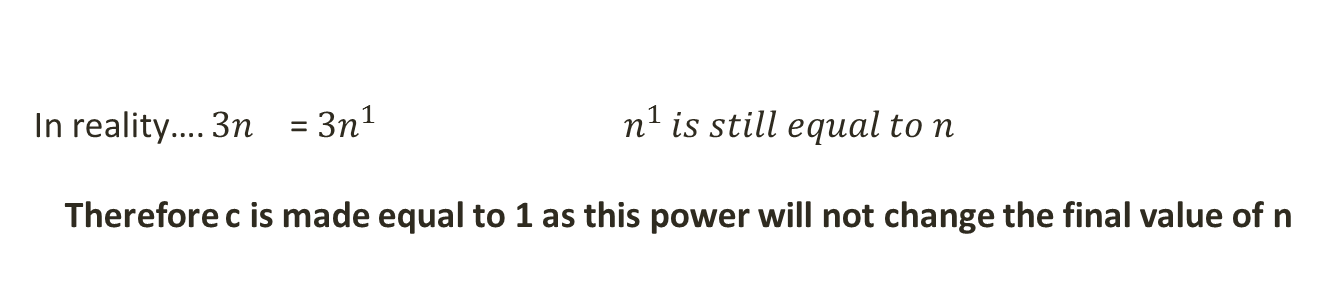 In reality…. 3n = 3n¹ n¹ is still equal to n
Therefore c is made equal to 1 as this power will not change the final value of n